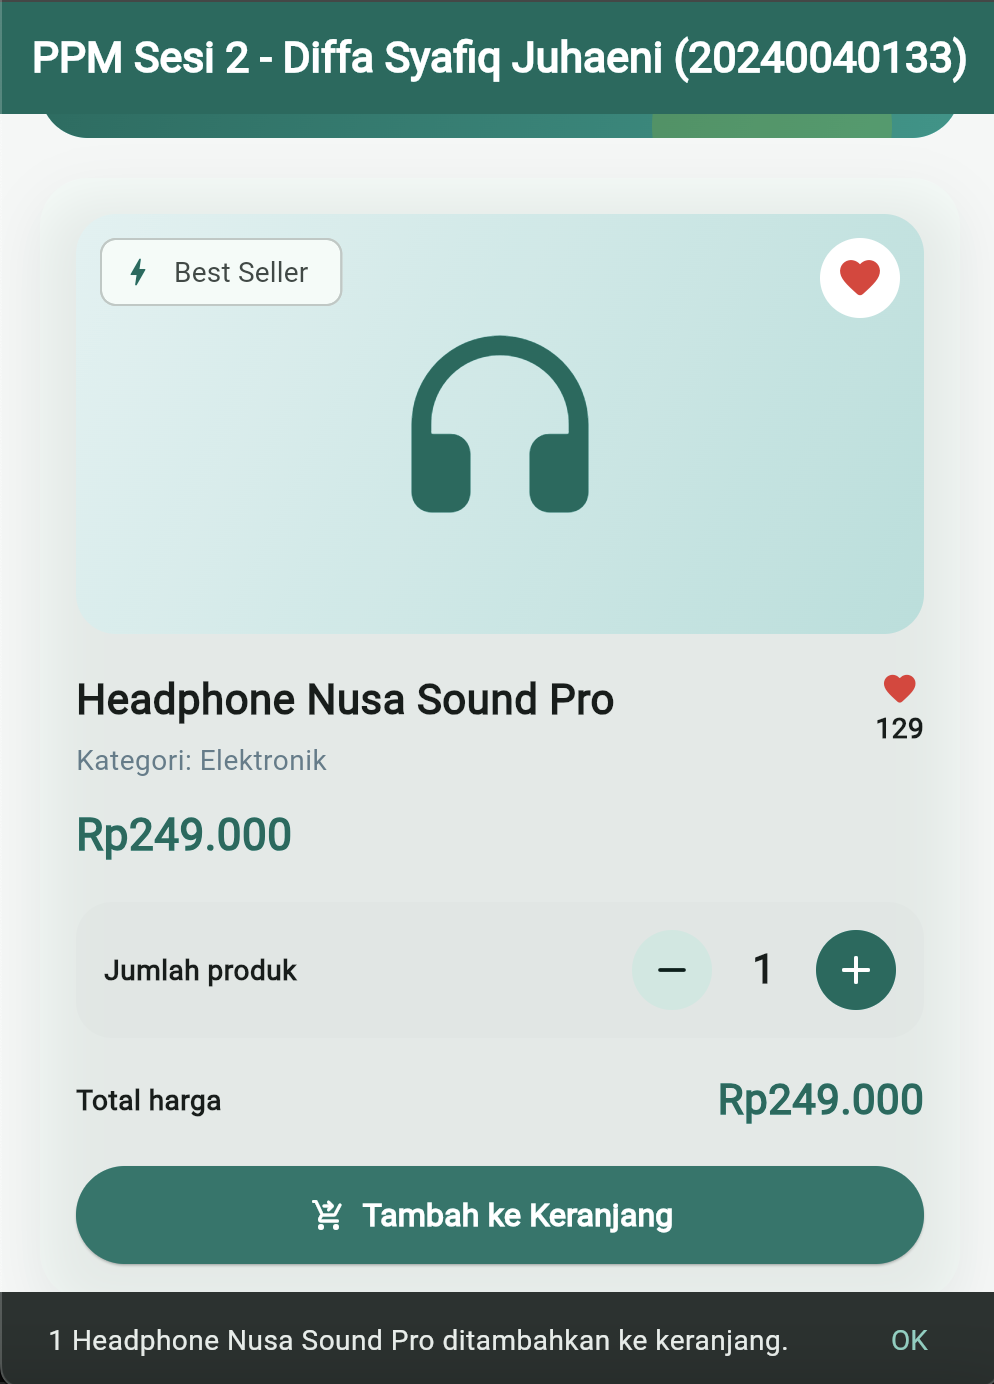 PPM Sesi 2 - Diffa Syafiq Juhaeni (20240040133)
Best Seller
Headphone Nusa Sound Pro
129
Kategori: Elektronik
Rp249.000
Jumlah produk
1
Total harga
Rp249.000
Tambah ke Keranjang
1 Headphone Nusa Sound Pro ditambahkan ke keranjang.
OK